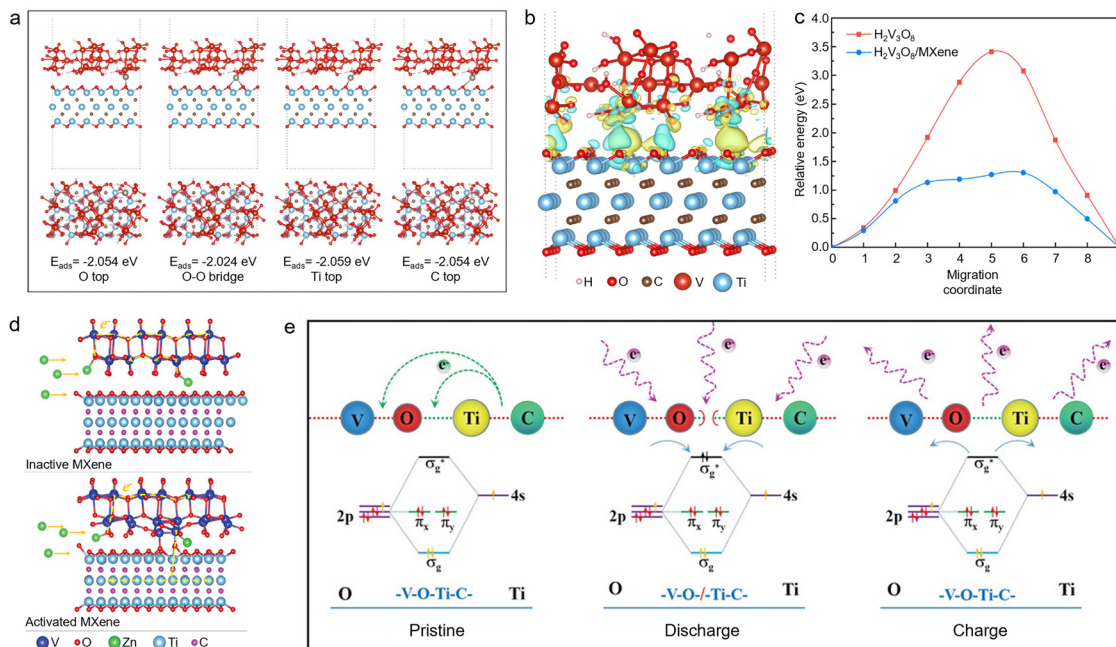 a
E_ads= -2.054 eV
O top
E_ads= -2.024 eV
O-O bridge
E_ads= -2.059 eV
Ti top
E_ads= -2.054 eV
C top
b
H O C V Ti
c
H₂V₃O₈
H₂V₃O₈/MXene
Relative energy (eV)
4.0
3.5
3.0
2.5
2.0
1.5
1.0
0.5
0.0
0 1 2 3 4 5 6 7 8 9
Migration
coordinate
d
e⁻
Inactive MXene
e⁻
Activated MXene
V O Zn Ti C
e
e⁻
V O Ti C
σg*
4s
2p
πx πy
σg
O -V-O-Ti-C- Ti
Pristine
e⁻ e⁻ e⁻
V O Ti C
σg*
4s
2p
πx πy
σg
O -V-O-/-Ti-C- Ti
Discharge
e⁻ e⁻ e⁻
V O Ti C
σg*
4s
2p
πx πy
σg
O -V-O-Ti-C- Ti
Charge